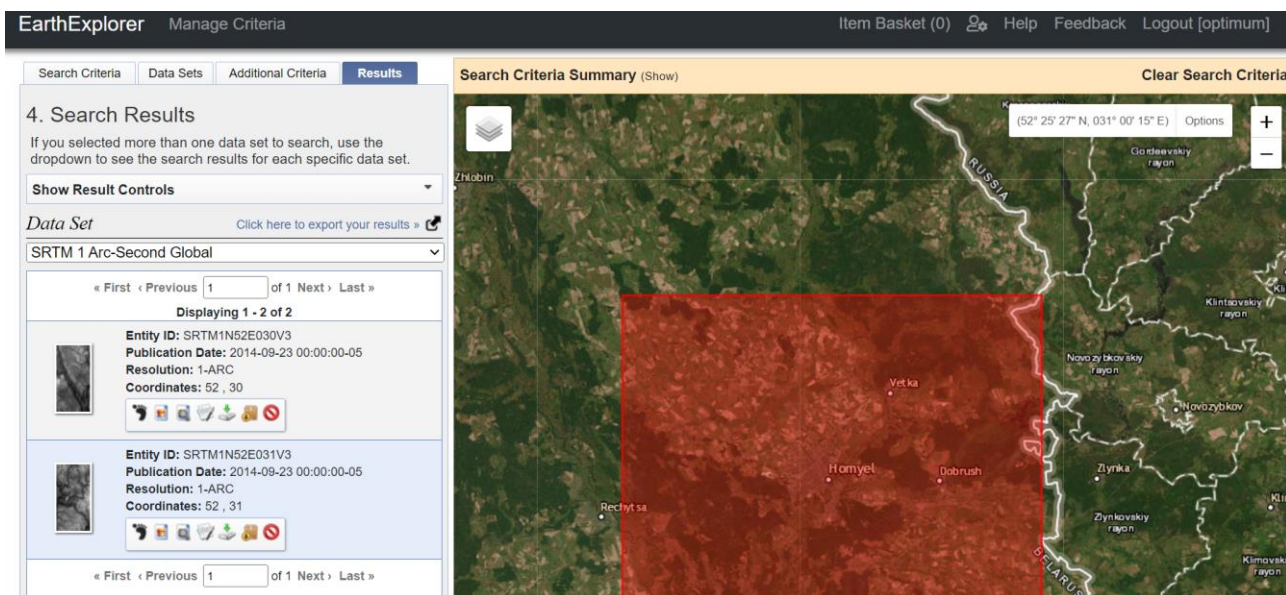 EarthExplorer Manage Criteria Item Basket (0) Help Feedback Logout [optimum]
Search Criteria Data Sets Additional Criteria Results
4. Search Results
If you selected more than one data set to search, use the
dropdown to see the search results for each specific data set.
Show Result Controls
Data Set Click here to export your results »
SRTM 1 Arc-Second Global
« First ‹ Previous 1 of 1 Next › Last »
Displaying 1 - 2 of 2
Entity ID: SRTM1N52E030V3
Publication Date: 2014-09-23 00:00:00-05
Resolution: 1-ARC
Coordinates: 52 , 30
Entity ID: SRTM1N52E031V3
Publication Date: 2014-09-23 00:00:00-05
Resolution: 1-ARC
Coordinates: 52 , 31
« First ‹ Previous 1 of 1 Next › Last »
Search Criteria Summary (Show) Clear Search Criteria
(52° 25' 27" N, 031° 00' 15" E) Options
+
−
Gordeevskiy
rayon
Zhlobin
RUSSIA
Klintsovskiy
rayon
Novozybkovskiy
rayon
Vetka
Novozybkov
Homyel
Dobrush
Zlynka
Rechytsa
Zlynkovskiy
rayon
BELARUS
rayon